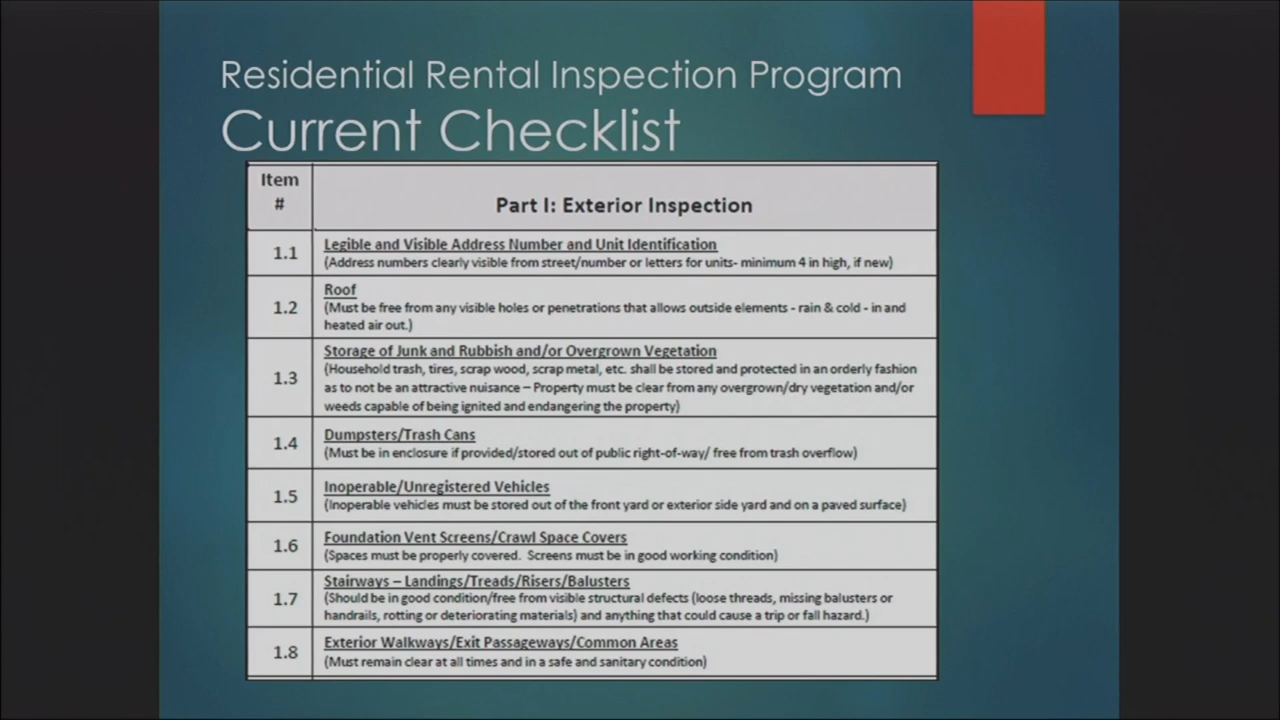 Residential Rental Inspection Program
Current Checklist
Item
#
Part I: Exterior Inspection
1.1
Legible and Visible Address Number and Unit Identification
(Address numbers clearly visible from street/number or letters for units- minimum 4 in high, if new)
1.2
Roof
(Must be free from any visible holes or penetrations that allows outside elements - rain & cold - in and
heated air out.)
1.3
Storage of Junk and Rubbish and/or Overgrown Vegetation
(Household trash, tires, scrap wood, scrap metal, etc. shall be stored and protected in an orderly fashion
as to not be an attractive nuisance – Property must be clear from any overgrown/dry vegetation and/or
weeds capable of being ignited and endangering the property)
1.4
Dumpsters/Trash Cans
(Must be in enclosure if provided/stored out of public right-of-way/ free from trash overflow)
1.5
Inoperable/Unregistered Vehicles
(Inoperable vehicles must be stored out of the front yard or exterior side yard and on a paved surface)
1.6
Foundation Vent Screens/Crawl Space Covers
(Spaces must be properly covered. Screens must be in good working condition)
1.7
Stairways – Landings/Treads/Risers/Balusters
(Should be in good condition/free from visible structural defects (loose threads, missing balusters or
handrails, rotting or deteriorating materials) and anything that could cause a trip or fall hazard.)
1.8
Exterior Walkways/Exit Passageways/Common Areas
(Must remain clear at all times and in a safe and sanitary condition)